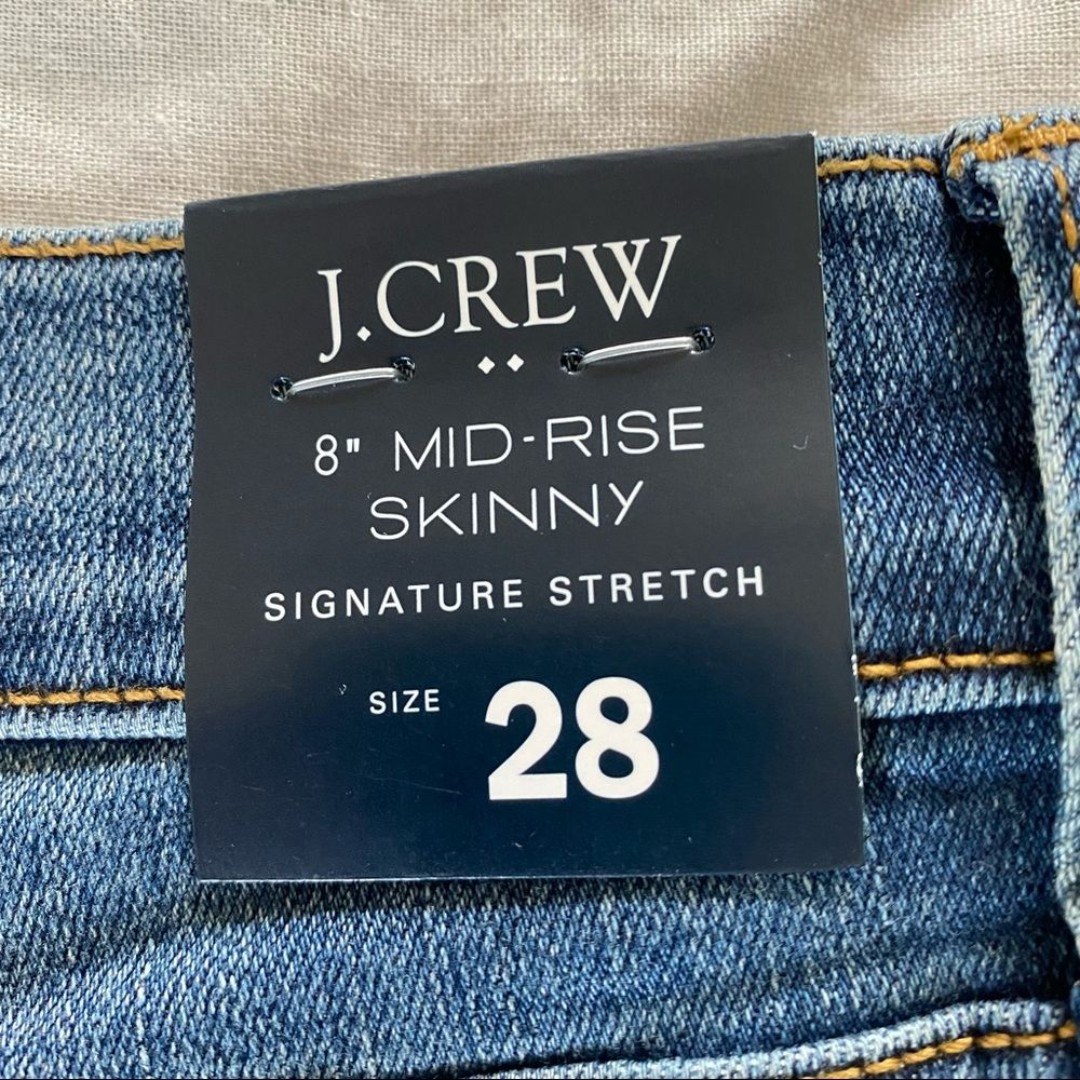 J.CREW
8" MID-RISE
SKINNY
SIGNATURE STRETCH
SIZE 28